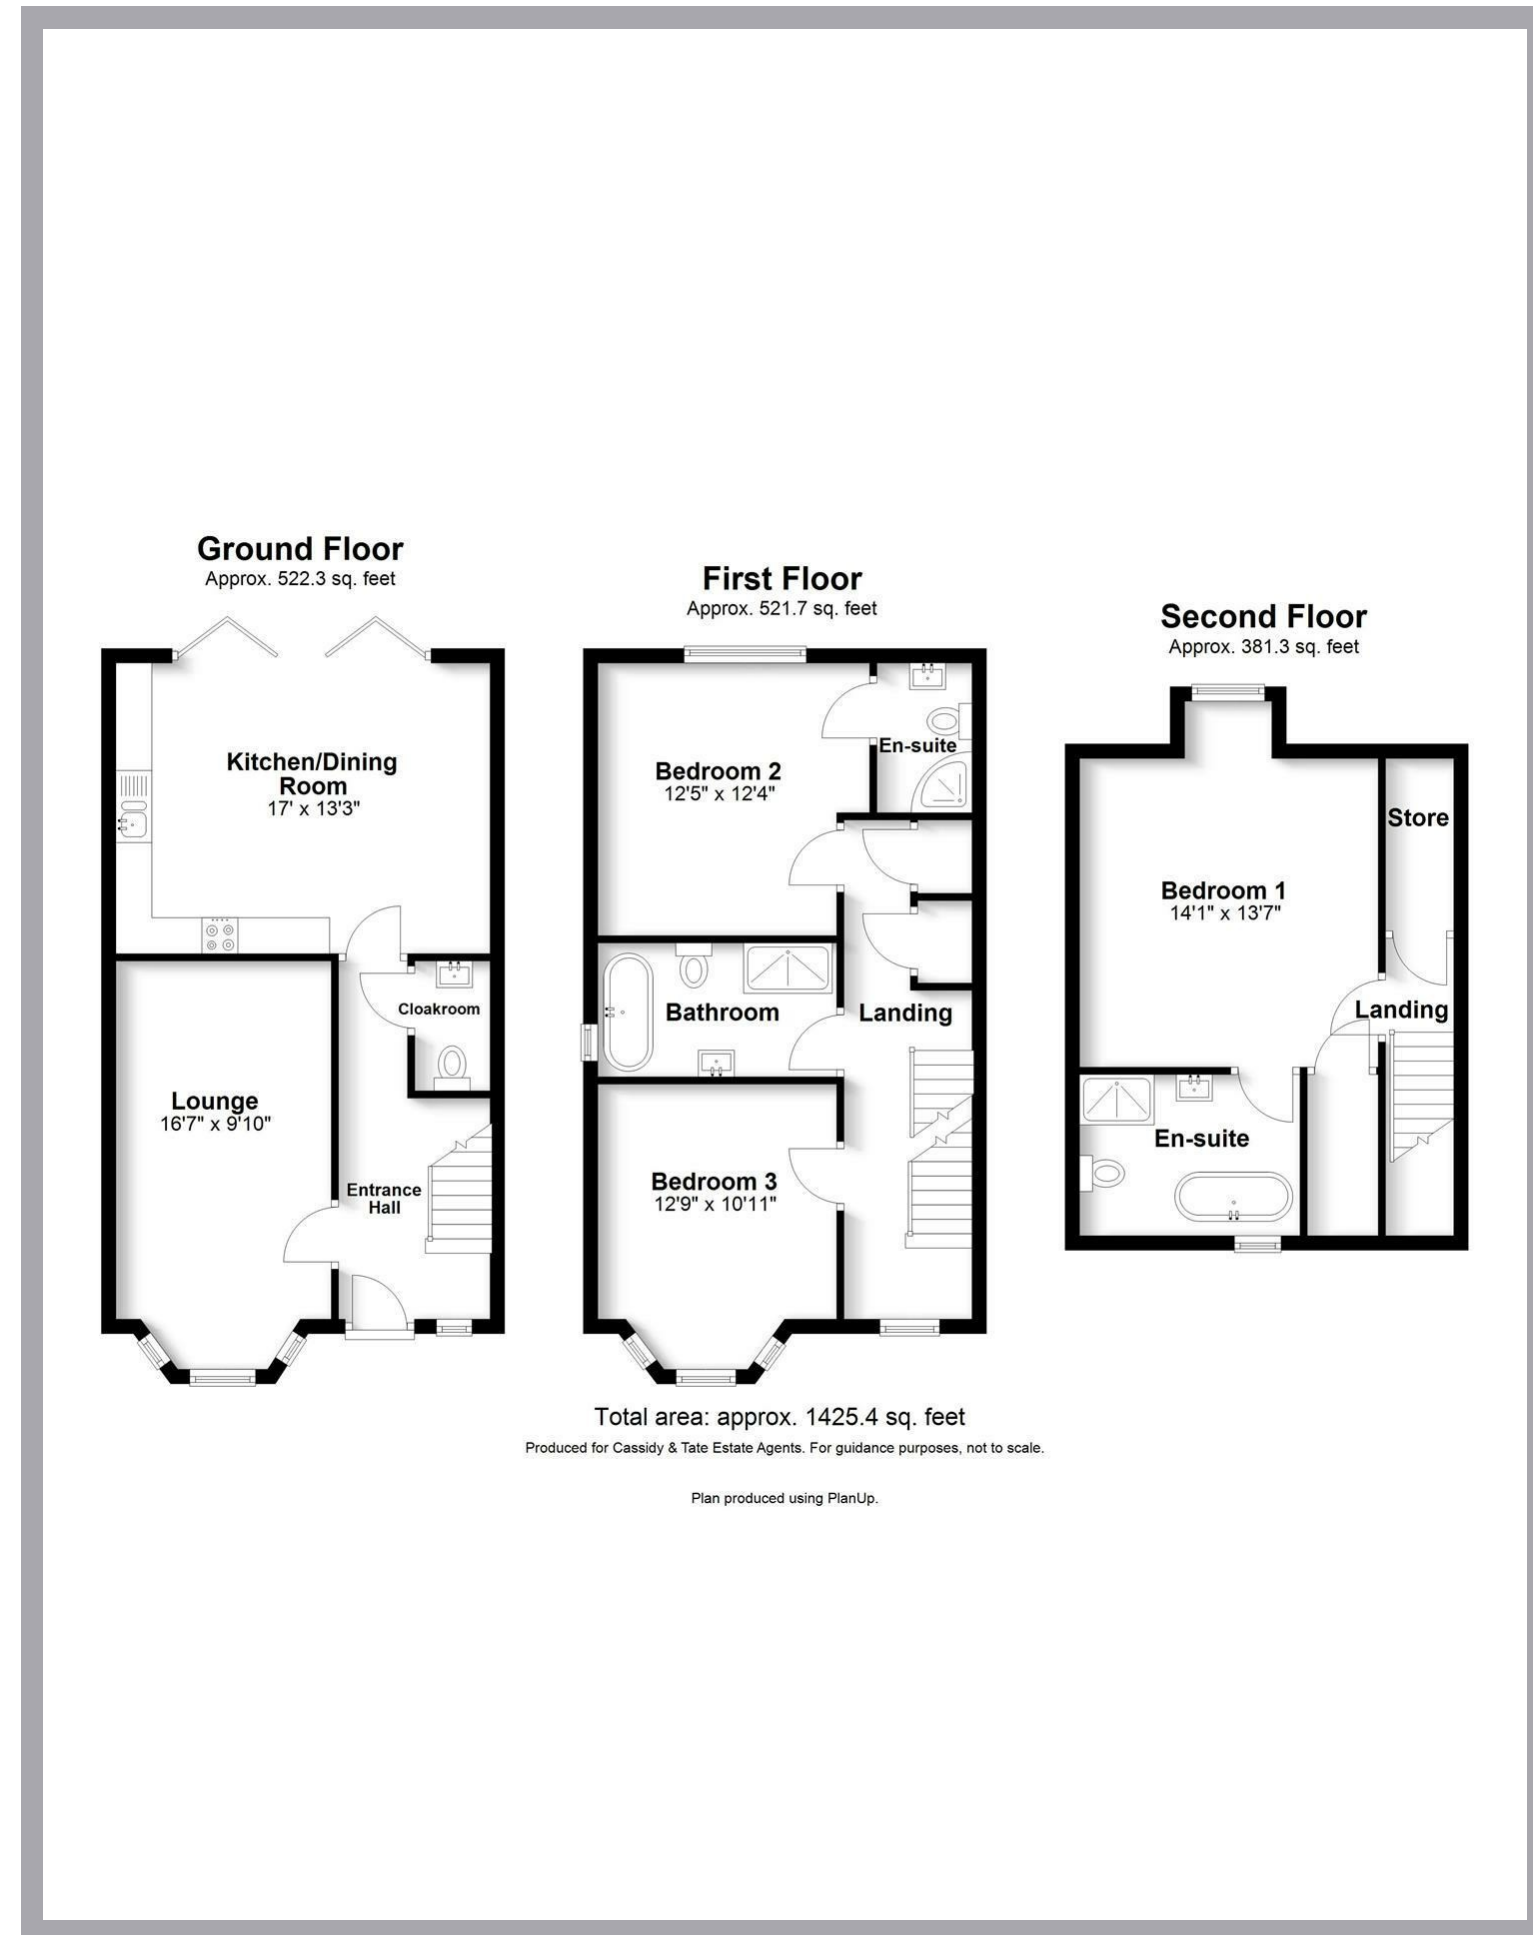 Ground Floor
Approx. 522.3 sq. feet
Kitchen/Dining
Room
17' x 13'3"
Cloakroom
Lounge
16'7" x 9'10"
Entrance
Hall
First Floor
Approx. 521.7 sq. feet
En-suite
Bedroom 2
12'5" x 12'4"
Bathroom
Landing
Bedroom 3
12'9" x 10'11"
Second Floor
Approx. 381.3 sq. feet
Store
Bedroom 1
14'1" x 13'7"
Landing
En-suite
Total area: approx. 1425.4 sq. feet
Produced for Cassidy & Tate Estate Agents. For guidance purposes, not to scale.
Plan produced using PlanUp.